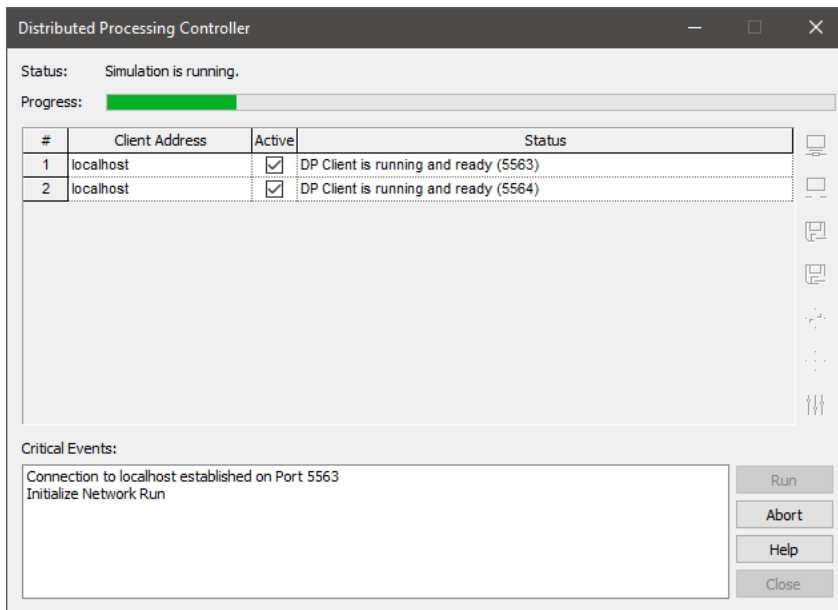 Distributed Processing Controller
Status: Simulation is running.
Progress:
# Client Address Active Status
1 localhost DP Client is running and ready (5563)
2 localhost DP Client is running and ready (5564)
Critical Events:
Connection to localhost established on Port 5563
Initialize Network Run
Run
Abort
Help
Close